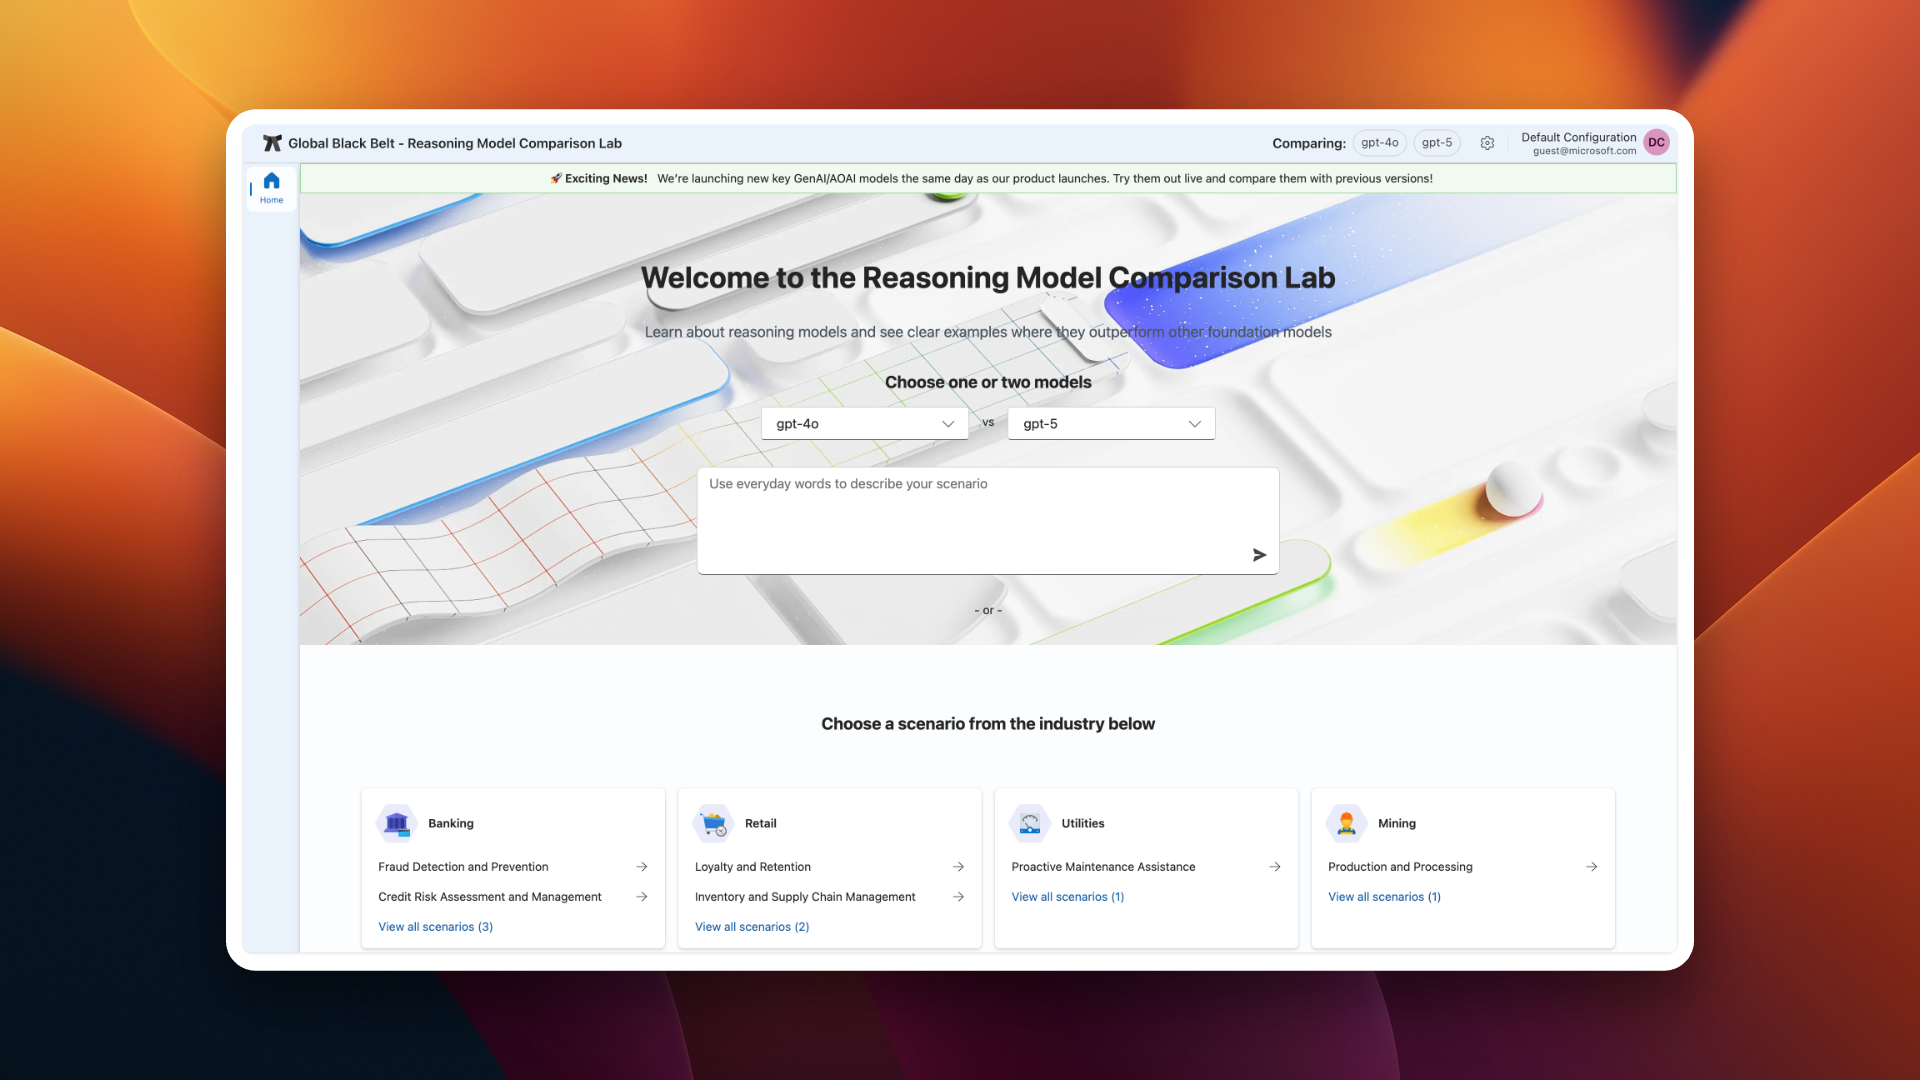 Global Black Belt - Reasoning Model Comparison Lab
Comparing: gpt-4o gpt-5
Default Configuration
guest@microsoft.com
DC
Home
🚀 Exciting News! We're launching new key GenAI/AOAI models the same day as our product launches. Try them out live and compare them with previous versions!
Welcome to the Reasoning Model Comparison Lab
Learn about reasoning models and see clear examples where they outperform other foundation models
Choose one or two models
gpt-4o vs gpt-5
Use everyday words to describe your scenario
- or -
Choose a scenario from the industry below
Banking
Fraud Detection and Prevention
Credit Risk Assessment and Management
View all scenarios (3)
Retail
Loyalty and Retention
Inventory and Supply Chain Management
View all scenarios (2)
Utilities
Proactive Maintenance Assistance
View all scenarios (1)
Mining
Production and Processing
View all scenarios (1)